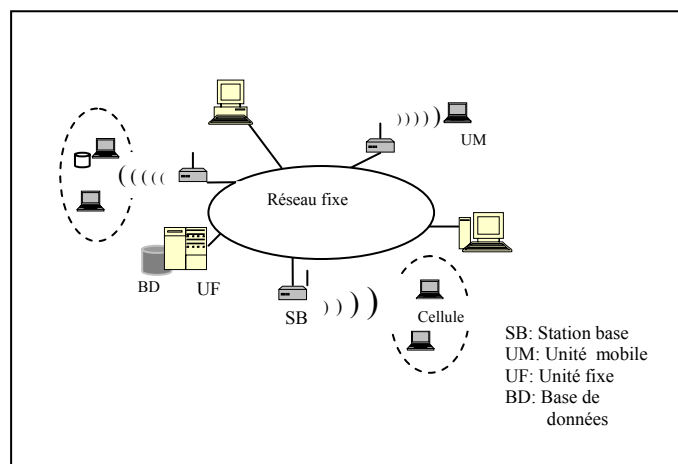 UM
Réseau fixe
BD
UF
SB
Cellule
SB: Station base
UM: Unité mobile
UF: Unité fixe
BD: Base de
données